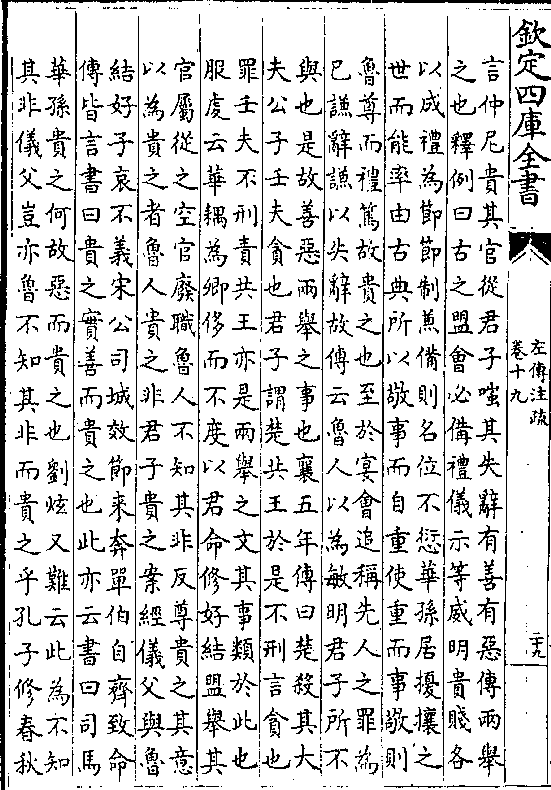 欽定四庫全書
左傳注疏
卷十九
二十九
言仲尼貴其官從君子嗤其失辭有善有惡傳兩舉
之也釋例曰古之盟會必備禮儀示等威明貴賤各
以成禮為節節制兼備則名位不愆華孫居擾攘之
世而能率由古典所以敬事而自重使重而事敬則
魯尊而禮篤故貴之也至於宴會追稱先人之罪為
已謙辭謙以失辭故傳云魯人以為敏明君子所不
與也是故善惡兩舉之事也襄五年傳曰楚殺其大
夫公子壬夫貪也君子謂楚共王於是不刑言貪也
罪壬夫不刑責共王亦是兩舉之文其事類於此也
服䖍云華耦為卿侈而不度以君命修好結盟舉其
官屬從之空官廢職魯人不知其非反尊貴之其意
以為貴之者魯人貴之非君子貴之案經儀父與魯
結好子哀不義宋公司城效節來奔單伯自齊致命
傳皆言書曰貴之實善而貴之也此亦云書曰司馬
華孫貴之何故惡而貴之也劉炫又難云此為不知
其非儀父豈亦魯不知其非而貴之乎孔子修春秋